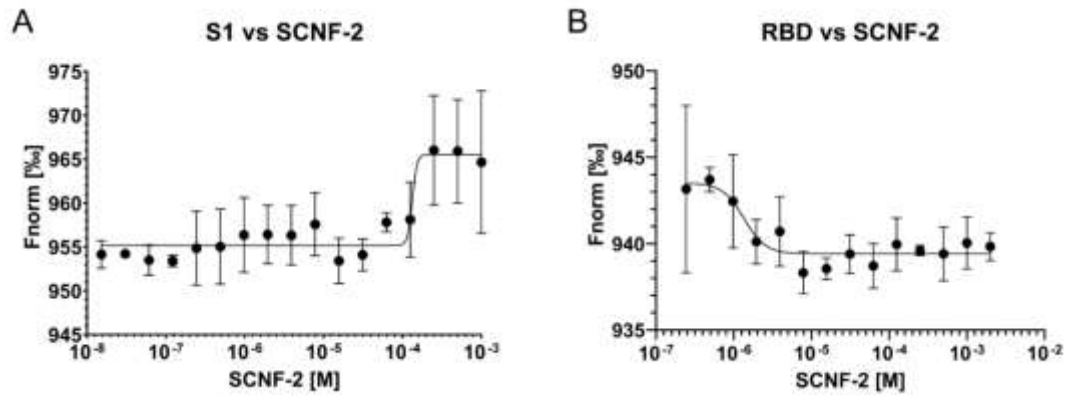 A
S1 vs SCNF-2
975
970
965
960
955
950
945
Fnorm [‰]
10-8
10-7
10-6
10-5
10-4
10-3
SCNF-2 [M]
B
RBD vs SCNF-2
950
945
940
935
Fnorm [‰]
10-7
10-6
10-5
10-4
10-3
10-2
SCNF-2 [M]